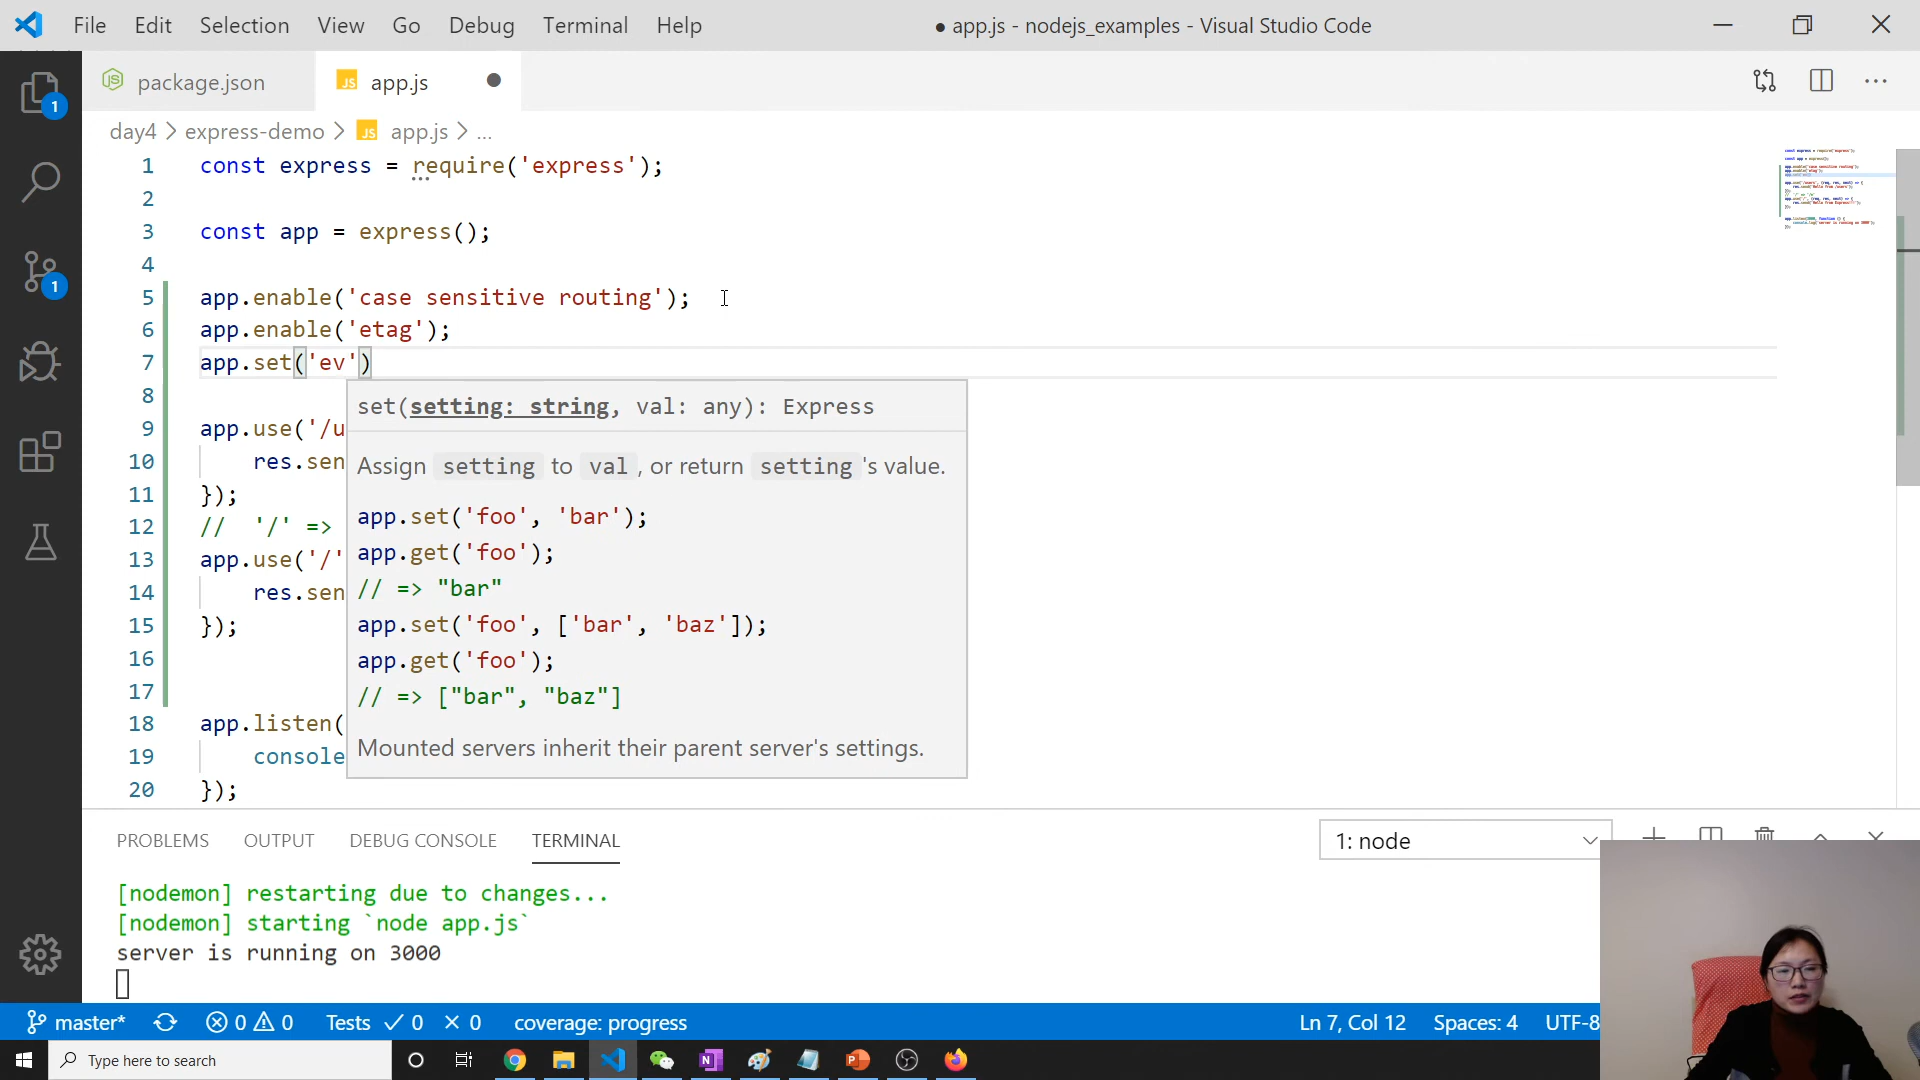 File Edit Selection View Go Debug Terminal Help
● app.js - nodejs_examples - Visual Studio Code
package.json
JS app.js
day4 > express-demo > JS app.js > ...
1 const express = require('express');
2
3 const app = express();
4
5 app.enable('case sensitive routing');
6 app.enable('etag');
7 app.set('ev')
8
9 app.use('/u
10 res.sen
11 });
12 // '/' =>
13 app.use('/'
14 res.sen
15 });
16
17
18 app.listen(
19 console
20 });
set(setting: string, val: any): Express
Assign setting to val, or return setting's value.
app.set('foo', 'bar');
app.get('foo');
// => "bar"
app.set('foo', ['bar', 'baz']);
app.get('foo');
// => ["bar", "baz"]
Mounted servers inherit their parent server's settings.
1
1
PROBLEMS OUTPUT DEBUG CONSOLE TERMINAL
1: node
[nodemon] restarting due to changes...
[nodemon] starting `node app.js`
server is running on 3000
master* 0 0 Tests 0 0 coverage: progress
Ln 7, Col 12 Spaces: 4 UTF-8
Type here to search